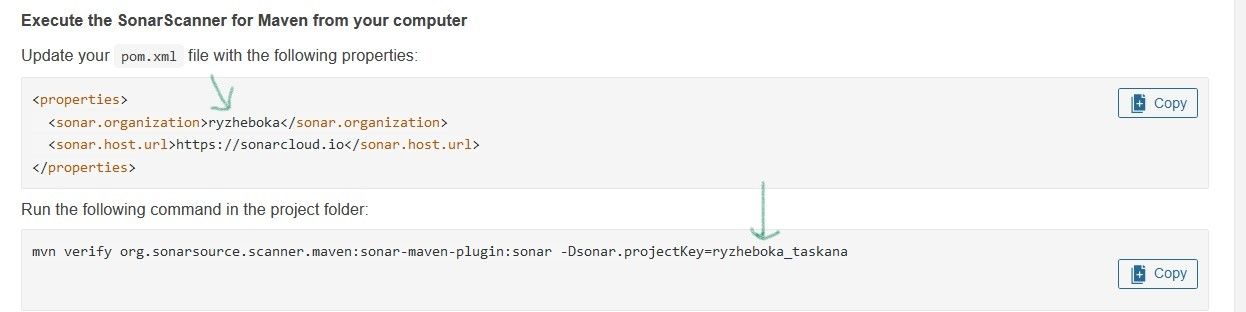 Execute the SonarScanner for Maven from your computer
Update your pom.xml file with the following properties:
<properties>
Copy
<sonar.organization>ryzheboka</sonar.organization>
<sonar.host.url>https://sonarcloud.io</sonar.host.url>
</properties>
Run the following command in the project folder:
mvn verify org.sonarsource.scanner.maven:sonar-maven-plugin:sonar -Dsonar.projectKey=ryzheboka_taskana
Copy